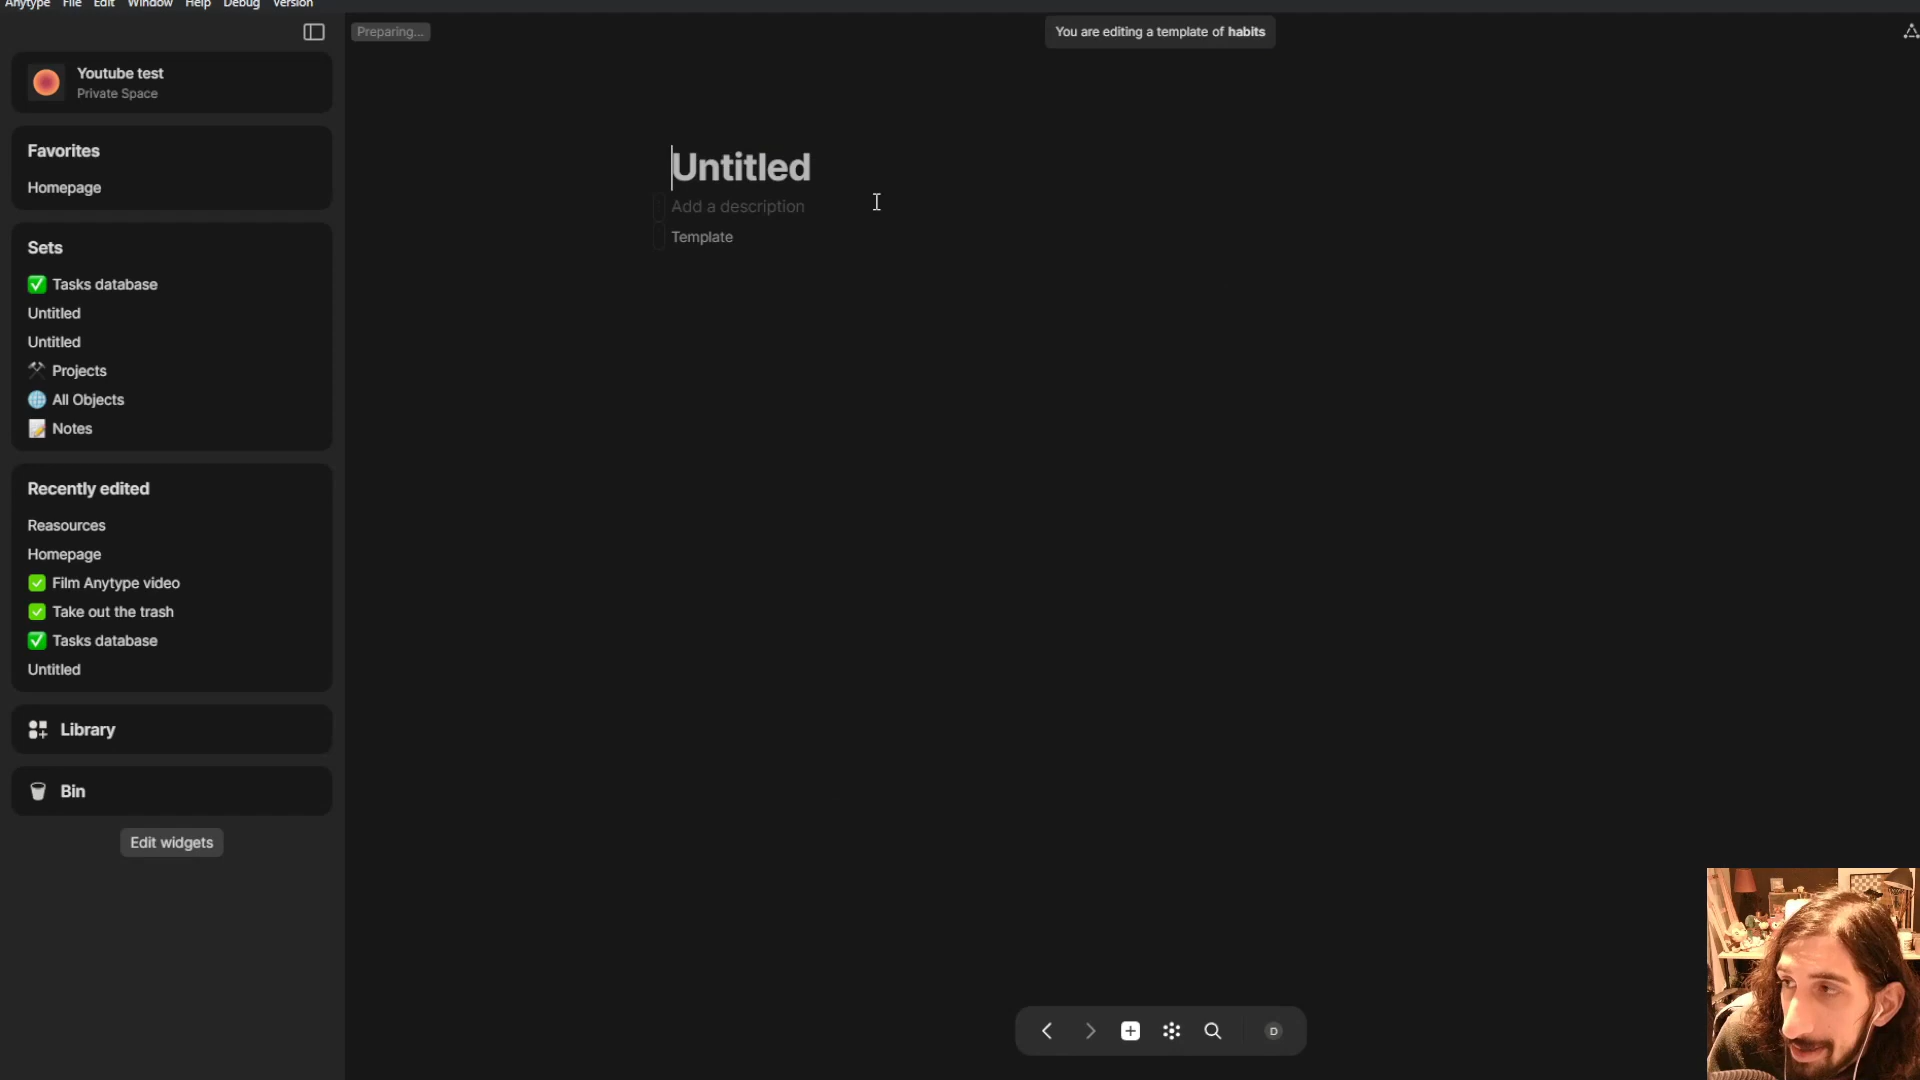 Anytype File Edit Window Help Debug Version
Preparing...
You are editing a template of habits
Youtube test
Private Space
Favorites
Homepage
Sets
Tasks database
Untitled
Untitled
Projects
All Objects
Notes
Recently edited
Reasources
Homepage
Film Anytype video
Take out the trash
Tasks database
Untitled
Library
Bin
Edit widgets
Untitled
Add a description
Template
D